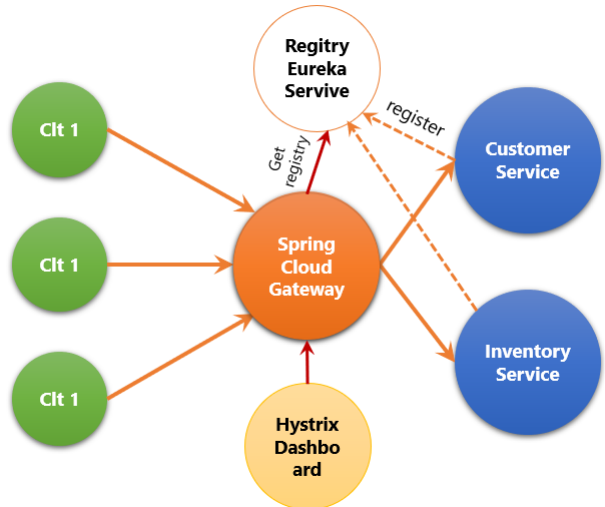 Regitry
Eureka
Servive
Clt 1
register
Customer
Service
Get
registry
Clt 1
Spring
Cloud
Gateway
Inventory
Service
Clt 1
Hystrix
Dashbo
ard